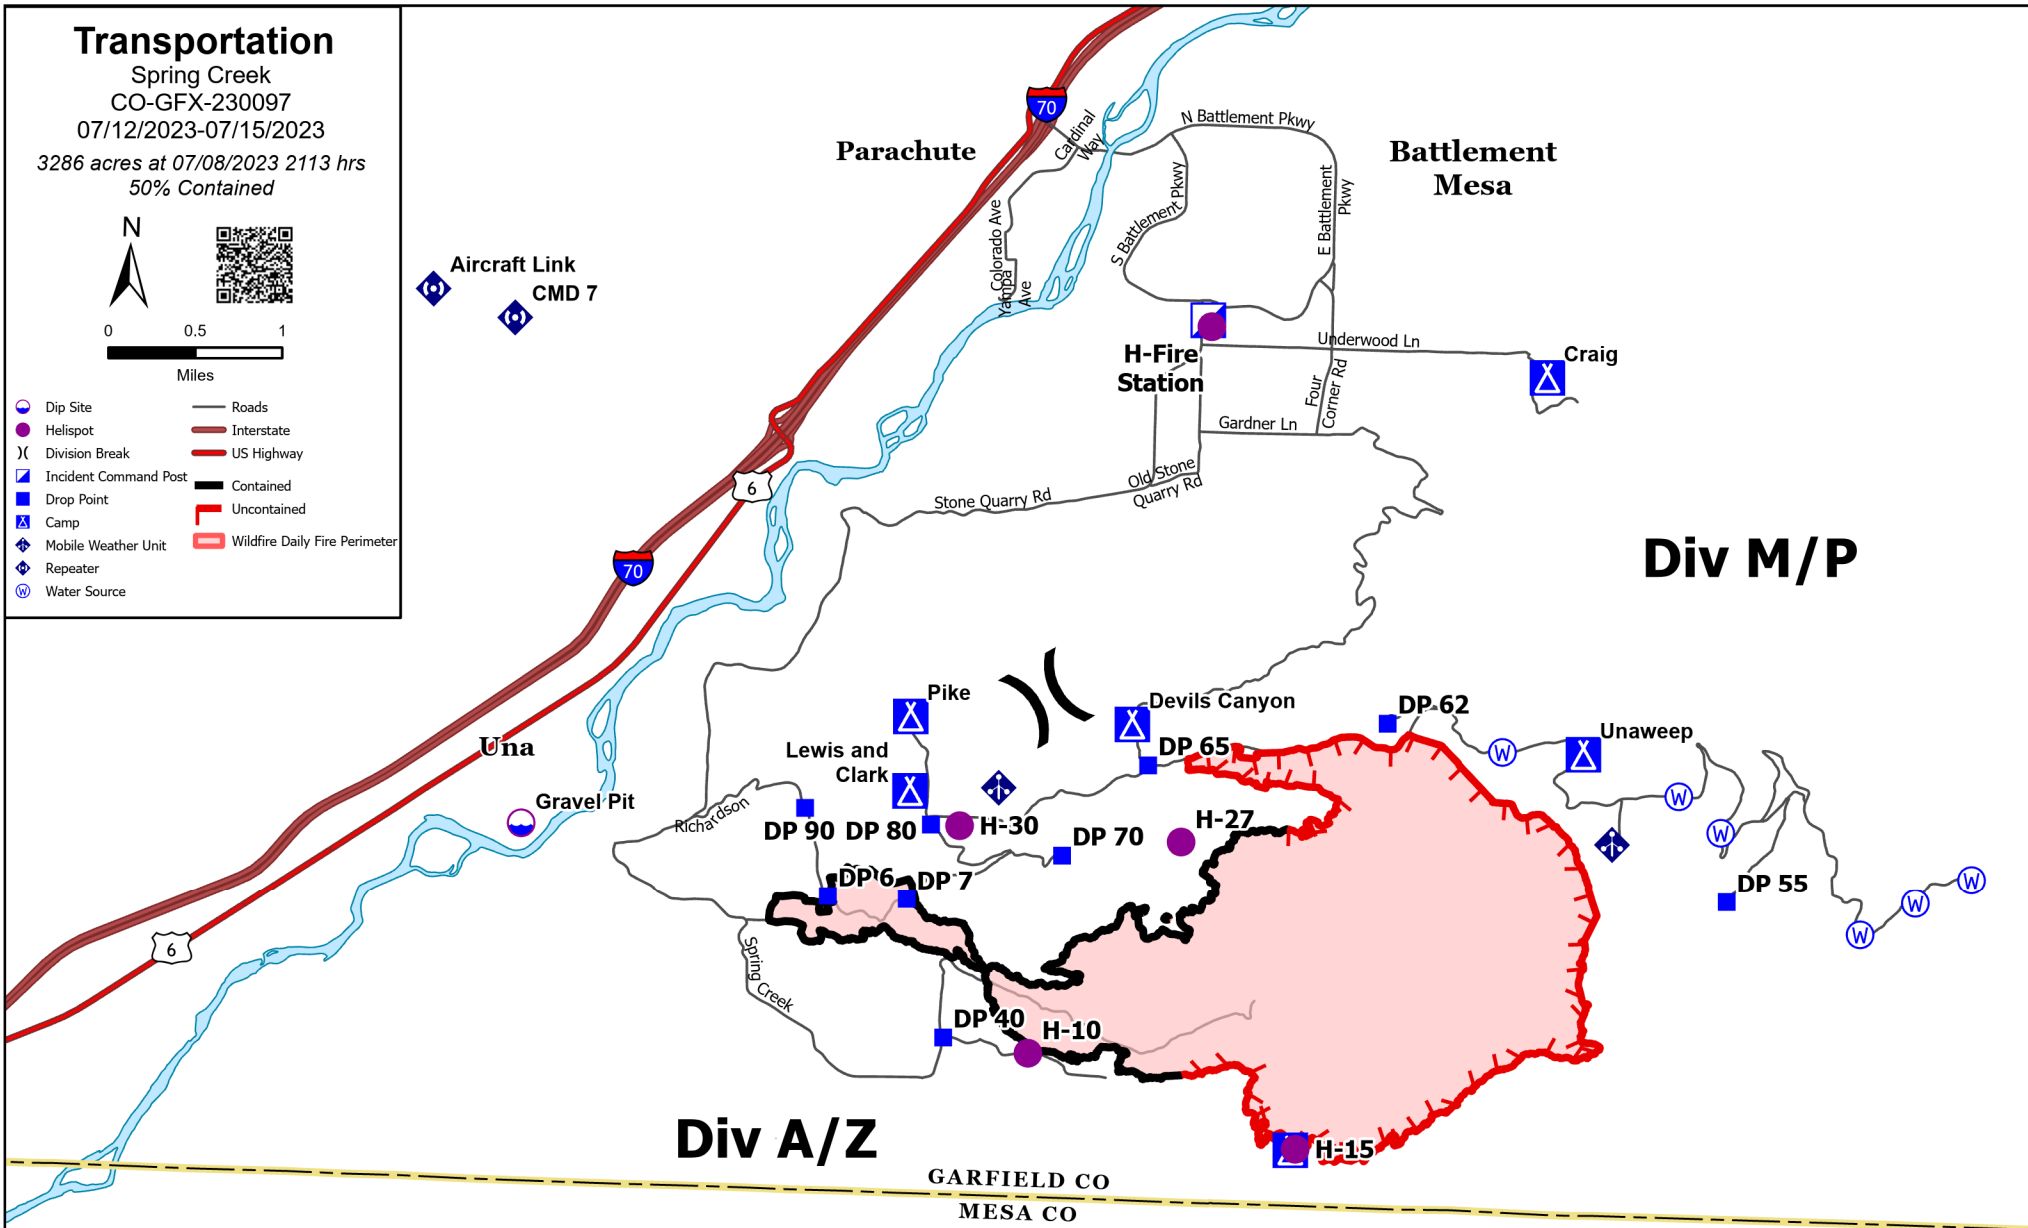 Transportation
Spring Creek
CO-GFX-230097
07/12/2023-07/15/2023
3286 acres at 07/08/2023 2113 hrs
50% Contained
N
0 0.5 1
Miles
Dip Site
Helispot
Division Break
Incident Command Post
Drop Point
Camp
Mobile Weather Unit
Repeater
W Water Source
Roads
Interstate
US Highway
Contained
Uncontained
Wildfire Daily Fire Perimeter
Aircraft Link
CMD 7
Parachute
70
Cardinal
Way
N Battlement Pkwy
Battlement
Mesa
S Battlement Pkwy
E Battlement
Pkwy
Colorado Ave
Yampa
Ave
H-Fire
Station
Underwood Ln
Craig
Four
Corner Rd
Gardner Ln
Old Stone
Quarry Rd
Stone Quarry Rd
6
70
Div M/P
Una
Gravel Pit
Pike
Lewis and
Clark
Devils Canyon
DP 65
DP 62
Unaweep
W
W
W
W
W
W
Richardson
DP 90
DP 80
H-30
DP 70
H-27
DP 6
DP 7
DP 55
6
Spring Creek
DP 40
H-10
H-15
Div A/Z
GARFIELD CO
MESA CO